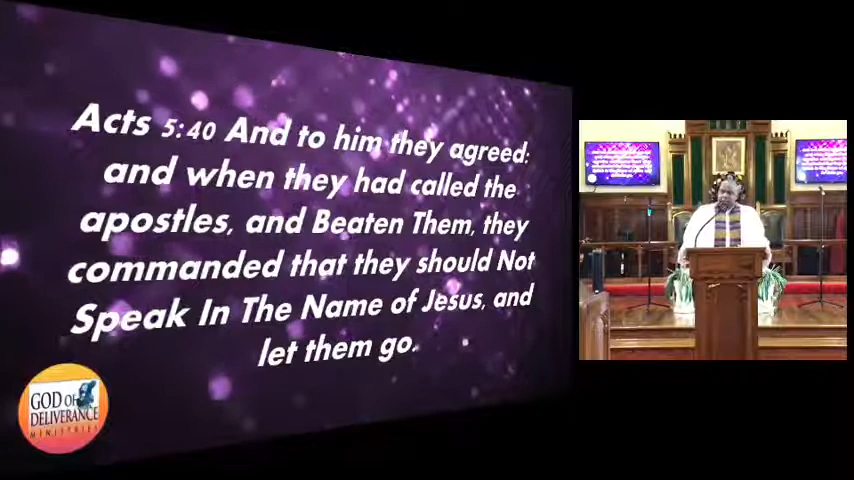 Acts 5:40 And to him they agreed:
and when they had called the
apostles, and Beaten Them, they
commanded that they should Not
Speak In The Name of Jesus, and
let them go.
GOD OF
DELIVERANCE
MINISTRIES